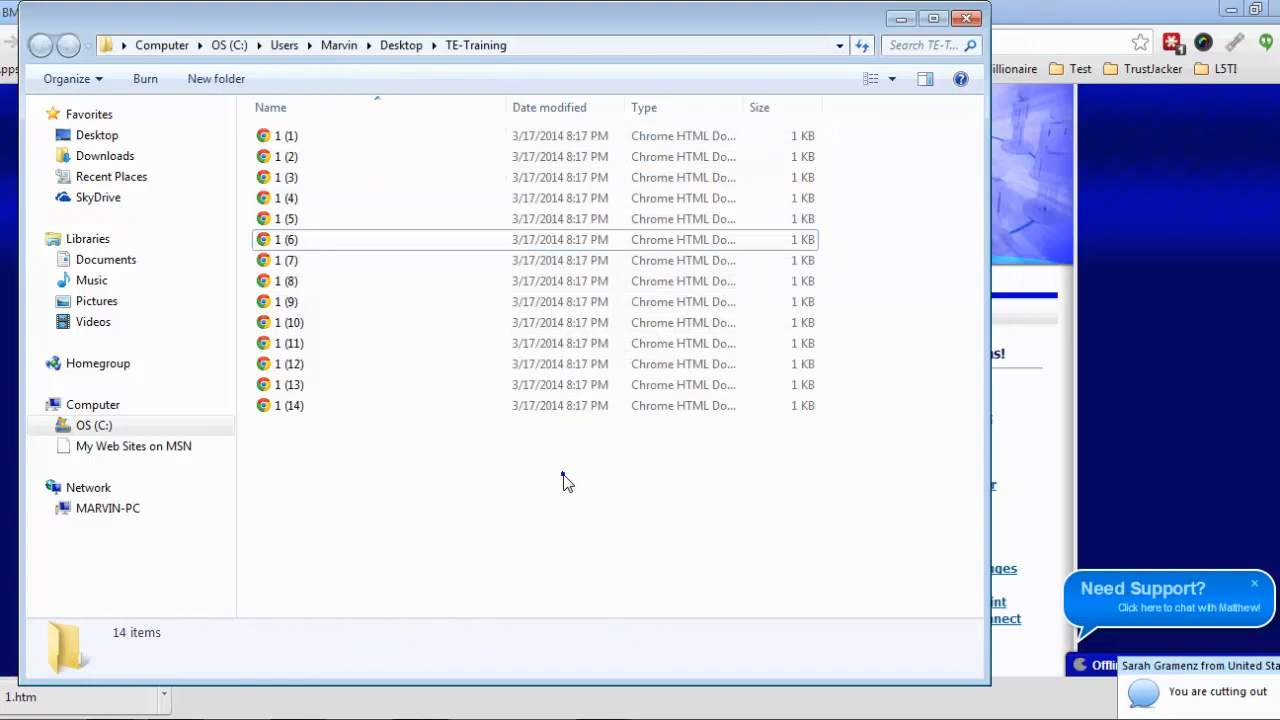 BM
Computer OS (C:) Users Marvin Desktop TE-Training
Search TE-T...
Organize Burn New folder
illionaire Test TrustJacker L5TI
pps
1
Name Date modified Type Size
Favorites
Desktop
Downloads
Recent Places
SkyDrive
Libraries
Documents
Music
Pictures
Videos
Homegroup
Computer
OS (C:)
My Web Sites on MSN
Network
MARVIN-PC
1 (1) 3/17/2014 8:17 PM Chrome HTML Do... 1 KB
1 (2) 3/17/2014 8:17 PM Chrome HTML Do... 1 KB
1 (3) 3/17/2014 8:17 PM Chrome HTML Do... 1 KB
1 (4) 3/17/2014 8:17 PM Chrome HTML Do... 1 KB
1 (5) 3/17/2014 8:17 PM Chrome HTML Do... 1 KB
1 (6) 3/17/2014 8:17 PM Chrome HTML Do... 1 KB
1 (7) 3/17/2014 8:17 PM Chrome HTML Do... 1 KB
1 (8) 3/17/2014 8:17 PM Chrome HTML Do... 1 KB
1 (9) 3/17/2014 8:17 PM Chrome HTML Do... 1 KB
1 (10) 3/17/2014 8:17 PM Chrome HTML Do... 1 KB
1 (11) 3/17/2014 8:17 PM Chrome HTML Do... 1 KB
1 (12) 3/17/2014 8:17 PM Chrome HTML Do... 1 KB
1 (13) 3/17/2014 8:17 PM Chrome HTML Do... 1 KB
1 (14) 3/17/2014 8:17 PM Chrome HTML Do... 1 KB
14 items
s!
r
nges
int
nnect
Need Support?
Click here to chat with Matthew!
Offli
Sarah Gramenz from United Sta
You are cutting out
1.htm